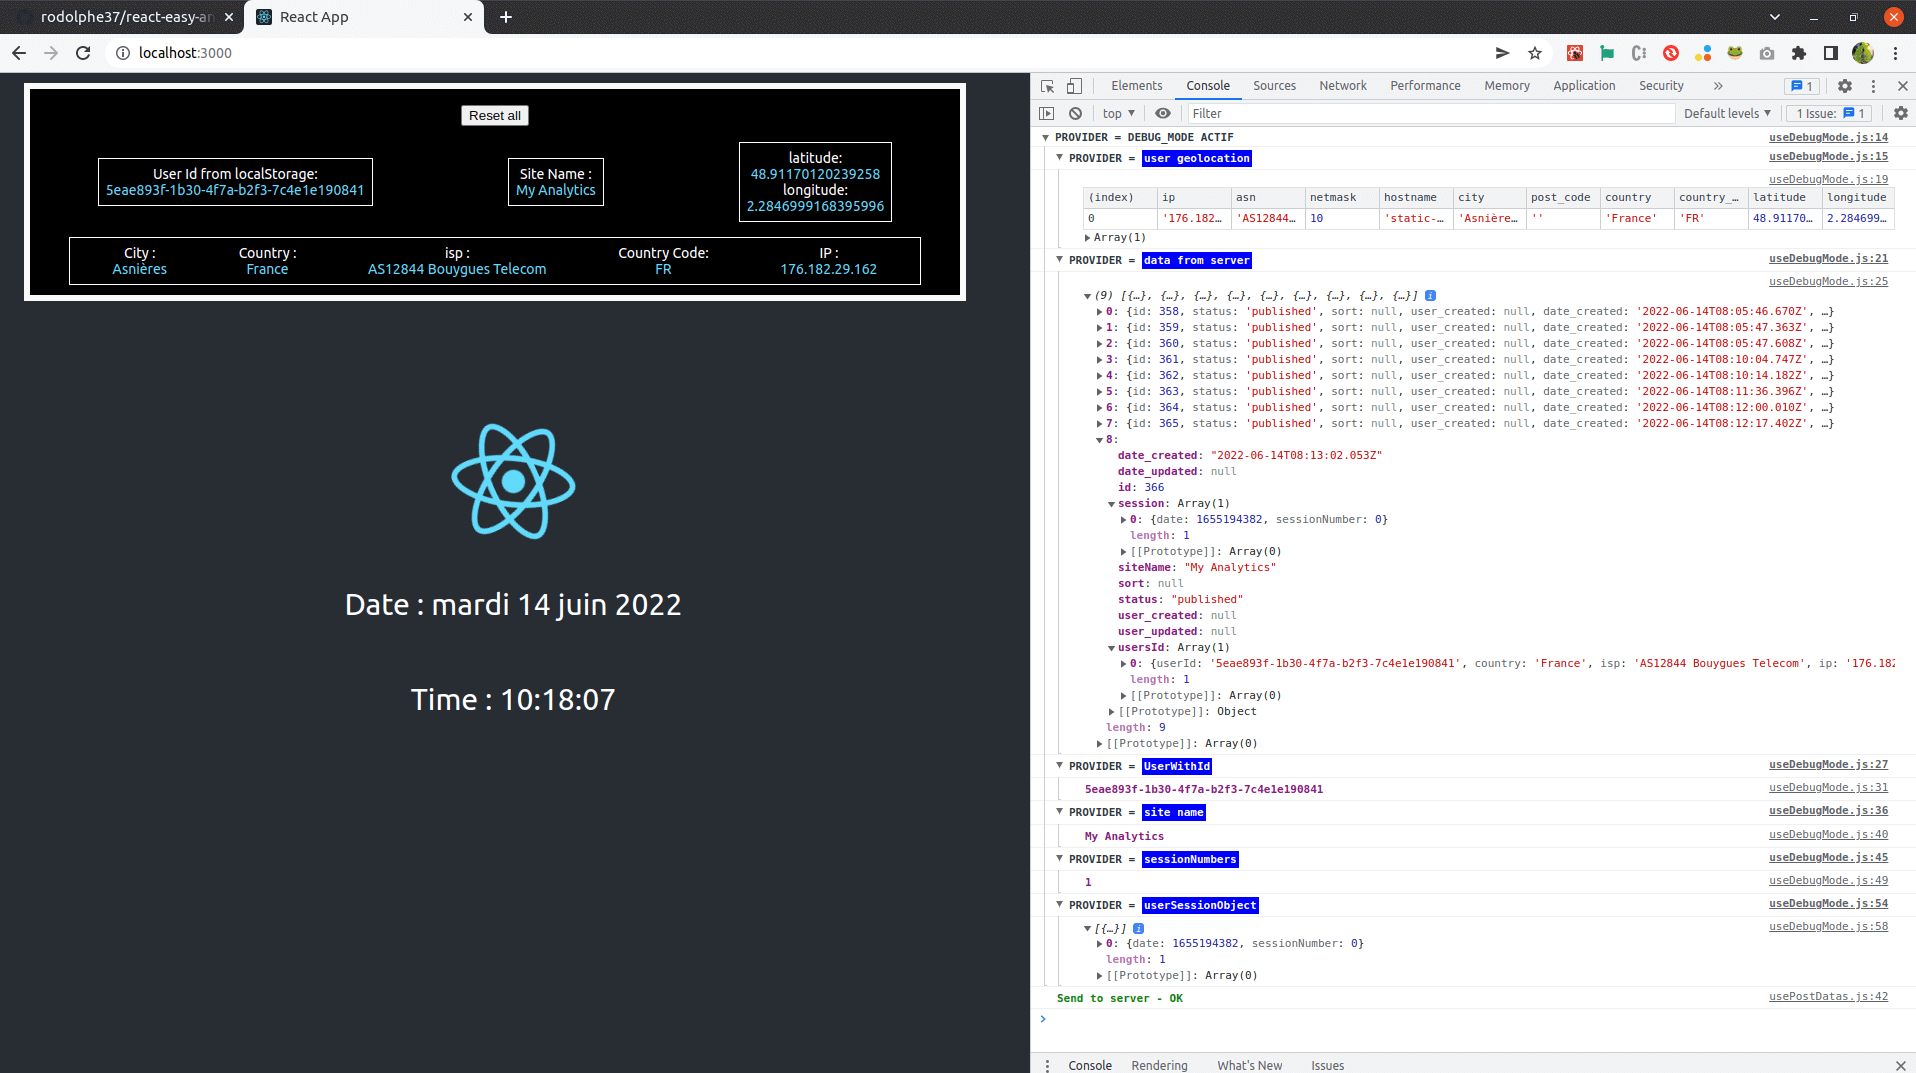 rodolphe37/react-easy-an
React App
localhost:3000
Reset all
User Id from localStorage:
5eae893f-1b30-4f7a-b2f3-7c4e1e190841
Site Name :
My Analytics
latitude:
48.91170120239258
longitude:
2.2846999168395996
City :
Asnières
Country :
France
isp :
AS12844 Bouygues Telecom
Country Code:
FR
IP :
176.182.29.162
Date : mardi 14 juin 2022
Time : 10:18:07
Elements Console Sources Network Performance Memory Application Security » 1
top Filter Default levels 1 Issue: 1
PROVIDER = DEBUG_MODE ACTIF useDebugMode.js:14
PROVIDER = user geolocation useDebugMode.js:15
useDebugMode.js:19
(index) ip asn netmask hostname city post_code country country_… latitude longitude
0 '176.182… 'AS12844… 10 'static-… 'Asnière… '' 'France' 'FR' 48.91170… 2.284699…
Array(1)
PROVIDER = data from server useDebugMode.js:21
useDebugMode.js:25
(9) [{…}, {…}, {…}, {…}, {…}, {…}, {…}, {…}, {…}] i
0: {id: 358, status: 'published', sort: null, user_created: null, date_created: '2022-06-14T08:05:46.670Z', …}
1: {id: 359, status: 'published', sort: null, user_created: null, date_created: '2022-06-14T08:05:47.363Z', …}
2: {id: 360, status: 'published', sort: null, user_created: null, date_created: '2022-06-14T08:05:47.608Z', …}
3: {id: 361, status: 'published', sort: null, user_created: null, date_created: '2022-06-14T08:10:04.747Z', …}
4: {id: 362, status: 'published', sort: null, user_created: null, date_created: '2022-06-14T08:10:14.182Z', …}
5: {id: 363, status: 'published', sort: null, user_created: null, date_created: '2022-06-14T08:11:36.396Z', …}
6: {id: 364, status: 'published', sort: null, user_created: null, date_created: '2022-06-14T08:12:00.010Z', …}
7: {id: 365, status: 'published', sort: null, user_created: null, date_created: '2022-06-14T08:12:17.402Z', …}
8:
date_created: "2022-06-14T08:13:02.053Z"
date_updated: null
id: 366
session: Array(1)
0: {date: 1655194382, sessionNumber: 0}
length: 1
[[Prototype]]: Array(0)
siteName: "My Analytics"
sort: null
status: "published"
user_created: null
user_updated: null
usersId: Array(1)
0: {userId: '5eae893f-1b30-4f7a-b2f3-7c4e1e190841', country: 'France', isp: 'AS12844 Bouygues Telecom', ip: '176.182
length: 1
[[Prototype]]: Array(0)
[[Prototype]]: Object
length: 9
[[Prototype]]: Array(0)
PROVIDER = UserWithId useDebugMode.js:27
5eae893f-1b30-4f7a-b2f3-7c4e1e190841 useDebugMode.js:31
PROVIDER = site name useDebugMode.js:36
My Analytics useDebugMode.js:40
PROVIDER = sessionNumbers useDebugMode.js:45
1 useDebugMode.js:49
PROVIDER = userSessionObject useDebugMode.js:54
[{…}] i useDebugMode.js:58
0: {date: 1655194382, sessionNumber: 0}
length: 1
[[Prototype]]: Array(0)
Send to server - OK usePostDatas.js:42
Console Rendering What's New Issues